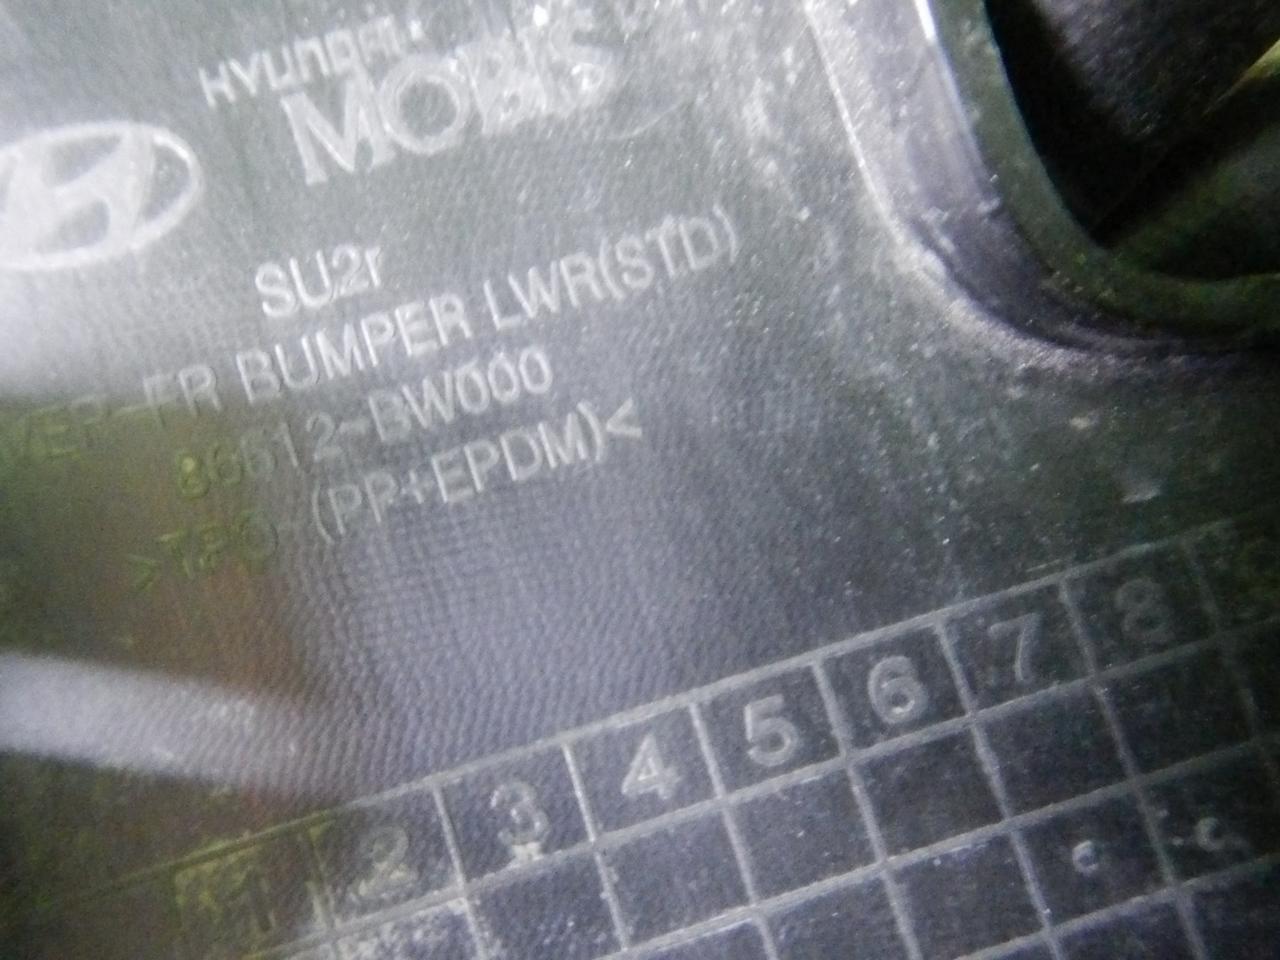 HYUNDAI
MOBIS
SU2r
FR BUMPER LWR(STD)
86612-BW000
>TPO-(PP+EPDM)<
1 2 3 4 5 6 7 8